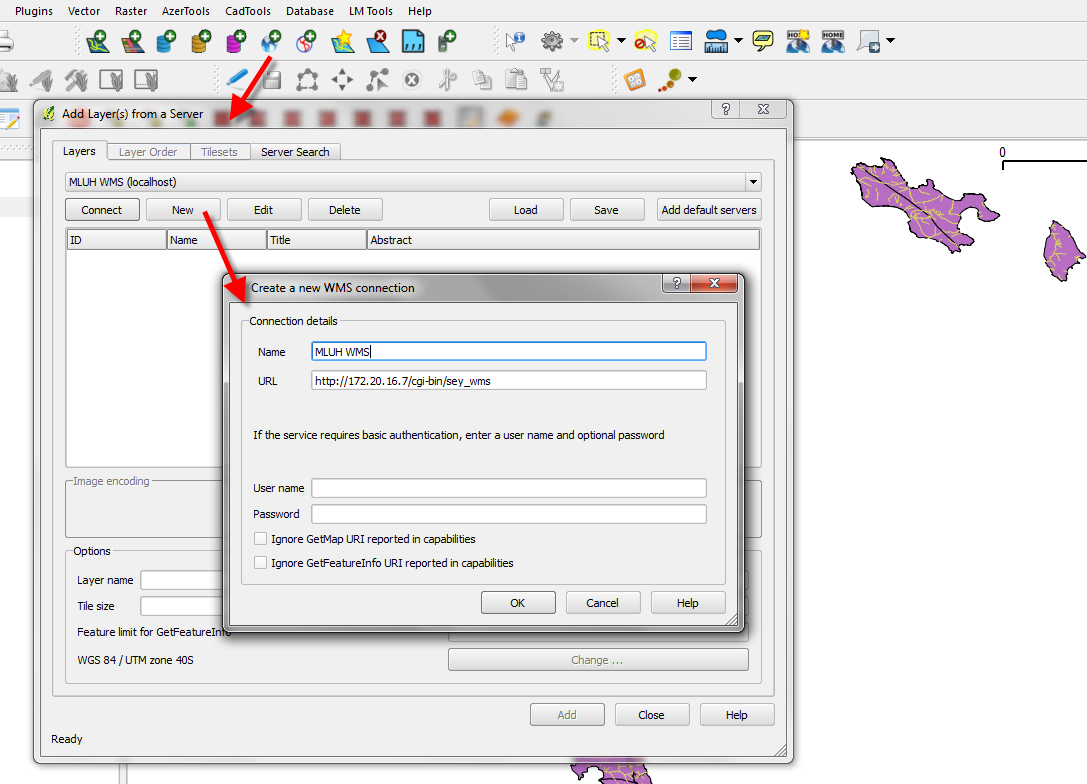 Plugins Vector Raster AzerTools CadTools Database LM Tools Help
HOME HOME
Add Layer(s) from a Server ?
Layers Layer Order Tilesets Server Search
0
MLUH WMS (localhost)
Connect New Edit Delete Load Save Add default servers
ID Name Title Abstract
Create a new WMS connection ?
Connection details
Name MLUH WMS
URL http://172.20.16.7/cgi-bin/sey_wms
If the service requires basic authentication, enter a user name and optional password
Image encoding
User name
Password
Ignore GetMap URI reported in capabilities
Ignore GetFeatureInfo URI reported in capabilities
OK Cancel Help
Options
Layer name
Tile size
Feature limit for GetFeatureInfo
WGS 84 / UTM zone 40S Change ...
Add Close Help
Ready